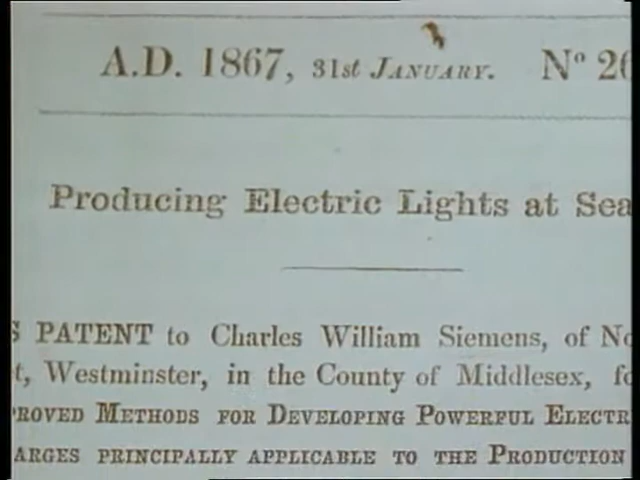 A.D. 1867, 31st JANUARY. Nº 26
Producing Electric Lights at Sea
S PATENT to Charles William Siemens, of No
t, Westminster, in the County of Middlesex, fo
ROVED METHODS FOR DEVELOPING POWERFUL ELECTR
ARGES PRINCIPALLY APPLICABLE TO THE PRODUCTION